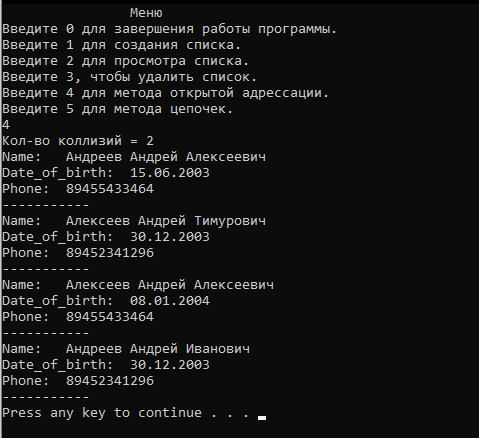 Меню
Введите 0 для завершения работы программы.
Введите 1 для создания списка.
Введите 2 для просмотра списка.
Введите 3, чтобы удалить список.
Введите 4 для метода открытой адрессации.
Введите 5 для метода цепочек.
4
Кол-во коллизий = 2
Name: Андреев Андрей Алексеевич
Date_of_birth: 15.06.2003
Phone: 89455433464
-----------
Name: Алексеев Андрей Тимурович
Date_of_birth: 30.12.2003
Phone: 89452341296
-----------
Name: Алексеев Андрей Алексеевич
Date_of_birth: 08.01.2004
Phone: 89455433464
-----------
Name: Андреев Андрей Иванович
Date_of_birth: 30.12.2003
Phone: 89452341296
-----------
Press any key to continue . . .